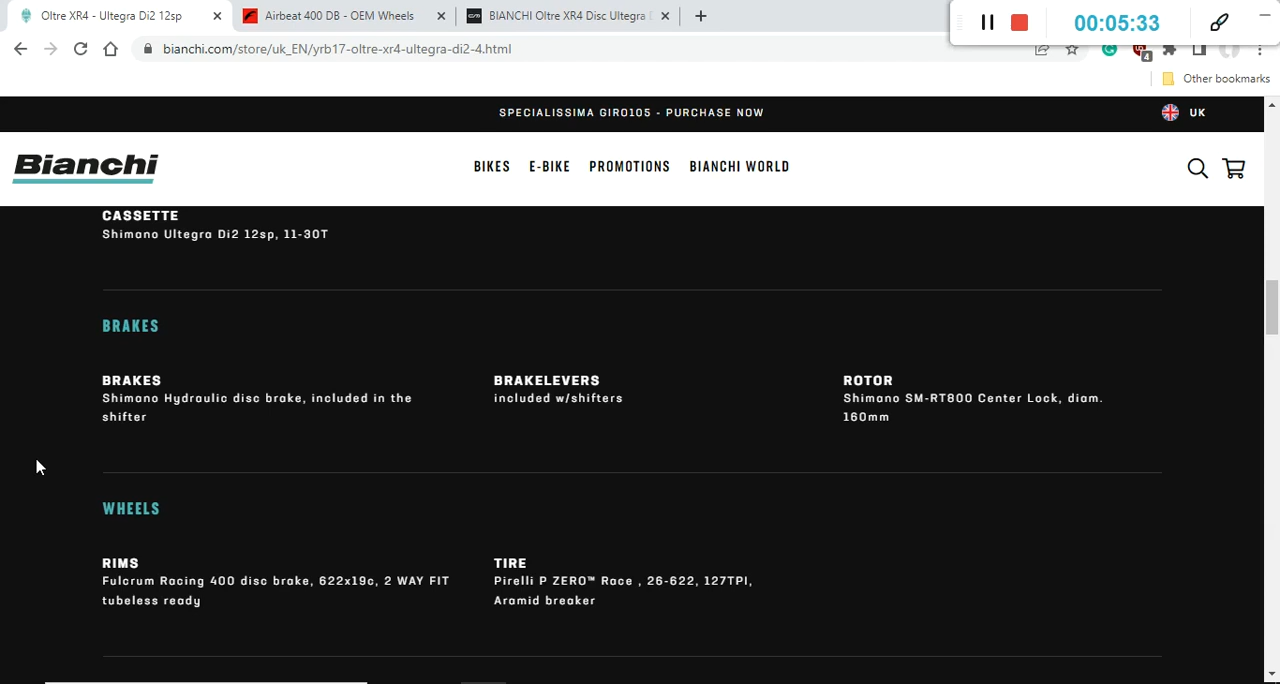 Oltre XR4 - Ultegra Di2 12sp
Airbeat 400 DB - OEM Wheels
BIANCHI Oltre XR4 Disc Ultegra
00:05:33
bianchi.com/store/uk_EN/yrb17-oltre-xr4-ultegra-di2-4.html
4
Other bookmarks
SPECIALISSIMA GIRO105 - PURCHASE NOW
UK
Bianchi
BIKES
E-BIKE
PROMOTIONS
BIANCHI WORLD
CASSETTE
Shimano Ultegra Di2 12sp, 11-30T
BRAKES
BRAKES
Shimano Hydraulic disc brake, included in the
shifter
BRAKELEVERS
included w/shifters
ROTOR
Shimano SM-RT800 Center Lock, diam.
160mm
WHEELS
RIMS
Fulcrum Racing 400 disc brake, 622x19c, 2 WAY FIT
tubeless ready
TIRE
Pirelli P ZERO™ Race , 26-622, 127TPI,
Aramid breaker